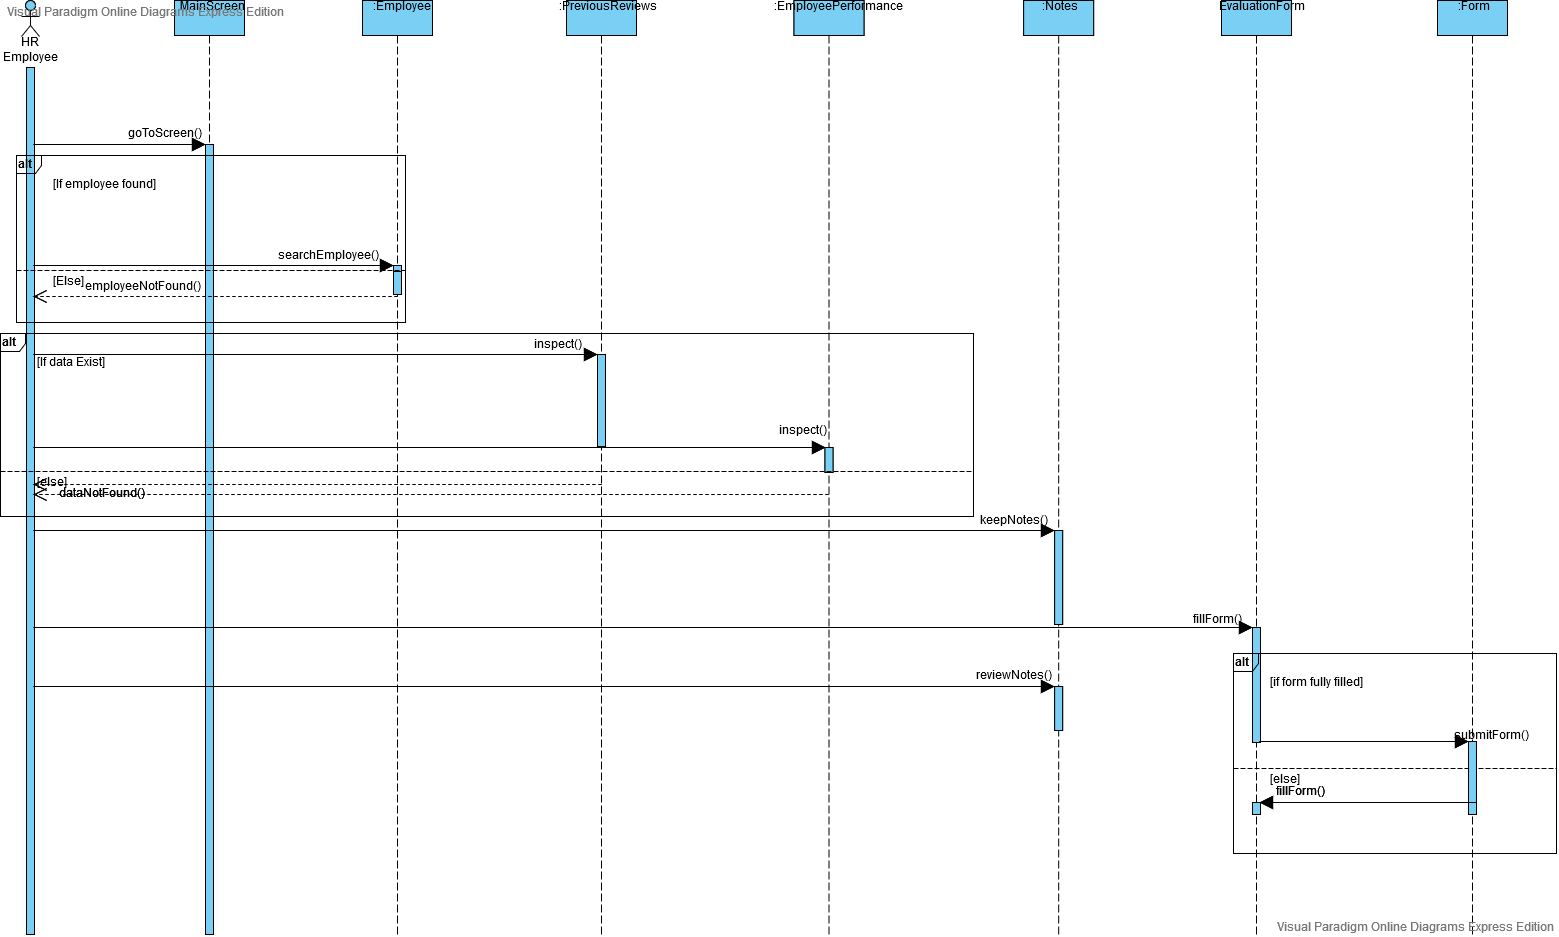 Visual Paradigm Online Diagrams Express Edition
HR
Employee
MainScreen
:Employee
:PreviousReviews
:EmployeePerformance
:Notes
EvaluationForm
:Form
goToScreen()
alt
[If employee found]
searchEmployee()
[Else]
employeeNotFound()
alt
inspect()
[If data Exist]
inspect()
[else]
dataNotFound()
keepNotes()
fillForm()
alt
reviewNotes()
[if form fully filled]
submitForm()
[else]
fillForm()
Visual Paradigm Online Diagrams Express Edition